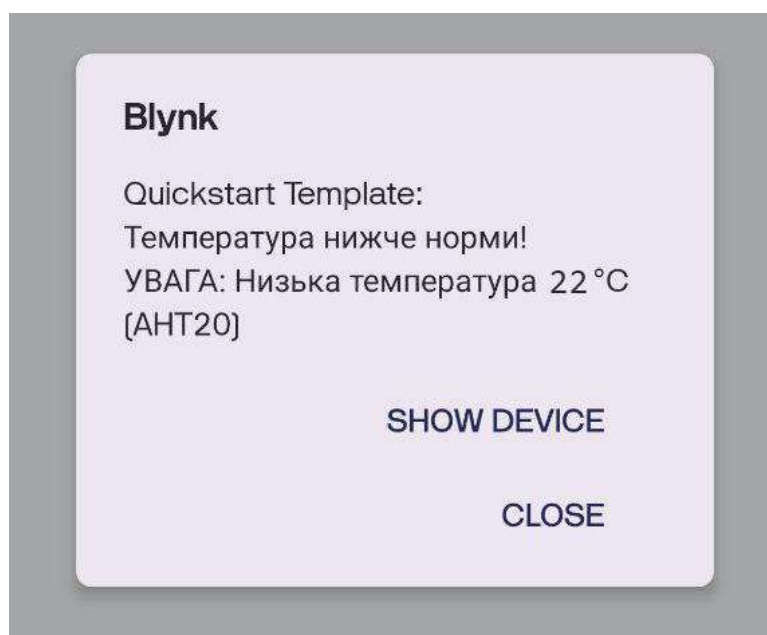 Blynk
Quickstart Template:
Температура нижче норми!
УВАГА: Низька температура 22°C
(AHT20)
SHOW DEVICE
CLOSE